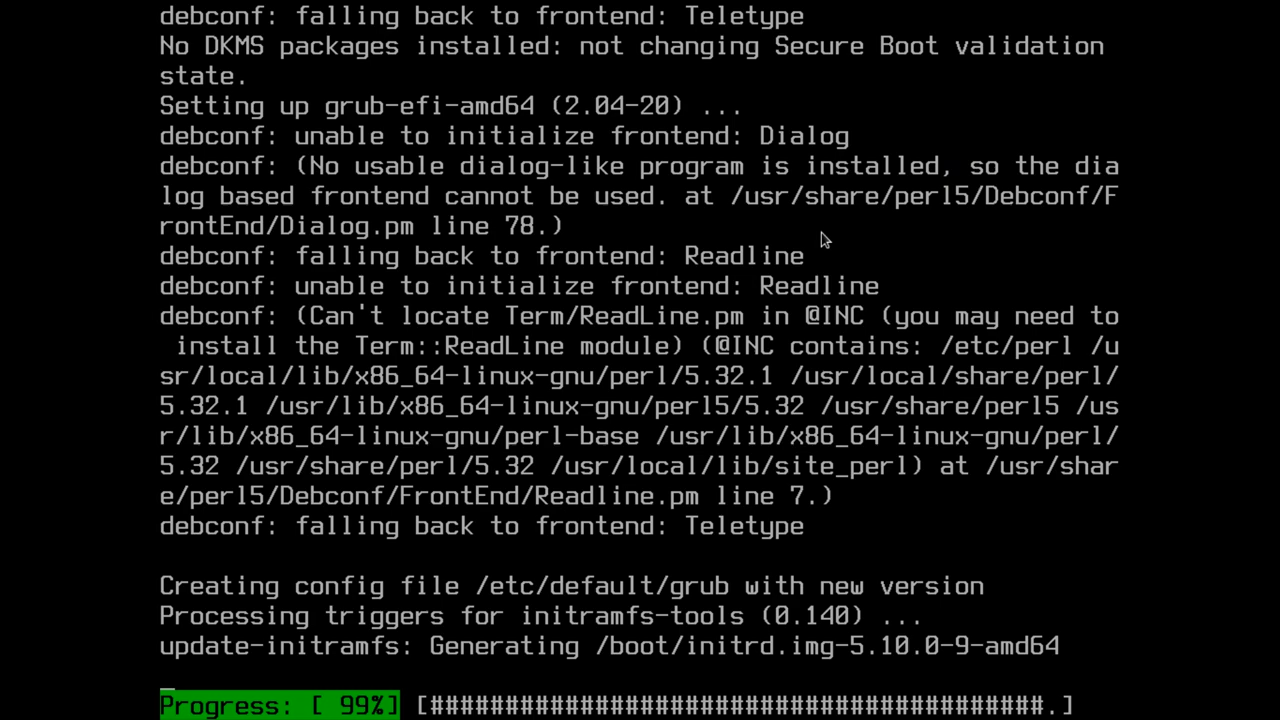 debconf: falling back to frontend: Teletype
No DKMS packages installed: not changing Secure Boot validation
state.
Setting up grub-efi-amd64 (2.04-20) ...
debconf: unable to initialize frontend: Dialog
debconf: (No usable dialog-like program is installed, so the dia
log based frontend cannot be used. at /usr/share/perl5/Debconf/F
rontEnd/Dialog.pm line 78.)
debconf: falling back to frontend: Readline
debconf: unable to initialize frontend: Readline
debconf: (Can't locate Term/ReadLine.pm in @INC (you may need to
 install the Term::ReadLine module) (@INC contains: /etc/perl /u
sr/local/lib/x86_64-linux-gnu/perl/5.32.1 /usr/local/share/perl/
5.32.1 /usr/lib/x86_64-linux-gnu/perl5/5.32 /usr/share/perl5 /us
r/lib/x86_64-linux-gnu/perl-base /usr/lib/x86_64-linux-gnu/perl/
5.32 /usr/share/perl/5.32 /usr/local/lib/site_perl) at /usr/shar
e/perl5/Debconf/FrontEnd/Readline.pm line 7.)
debconf: falling back to frontend: Teletype
Creating config file /etc/default/grub with new version
Processing triggers for initramfs-tools (0.140) ...
update-initramfs: Generating /boot/initrd.img-5.10.0-9-amd64
Progress: [ 99%] [#########################################.]